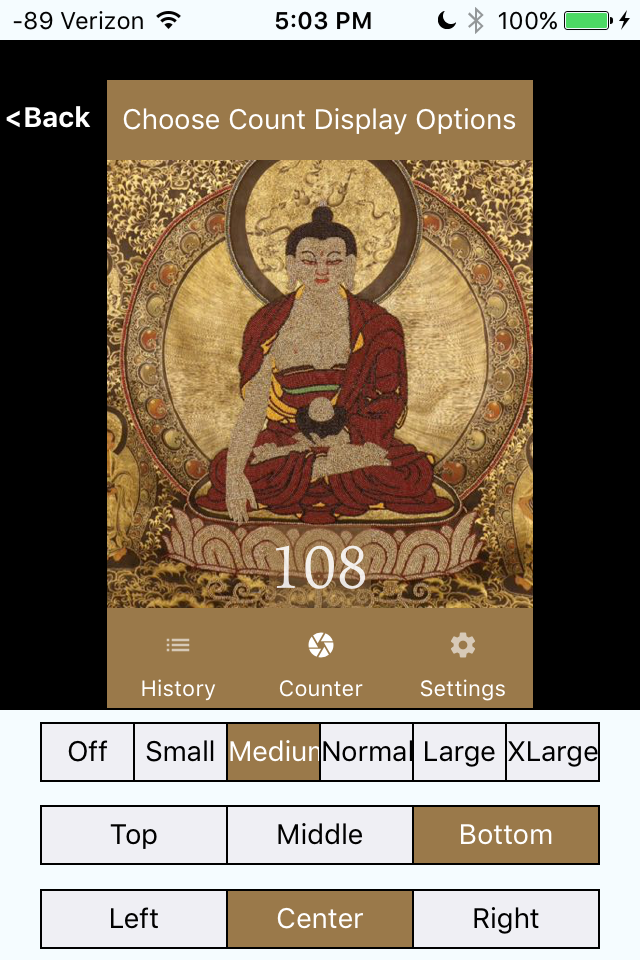 -89 Verizon 5:03 PM 100%
<Back Choose Count Display Options
108
History Counter Settings
Off Small Medium Normal Large XLarge
Top Middle Bottom
Left Center Right